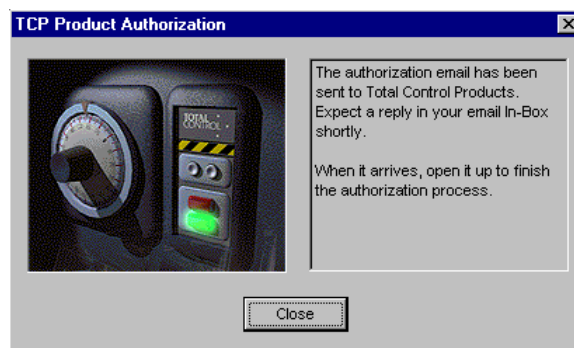 TCP Product Authorization
TOTAL
CONTROL
The authorization email has been
sent to Total Control Products.
Expect a reply in your email In-Box
shortly.
When it arrives, open it up to finish
the authorization process.
Close